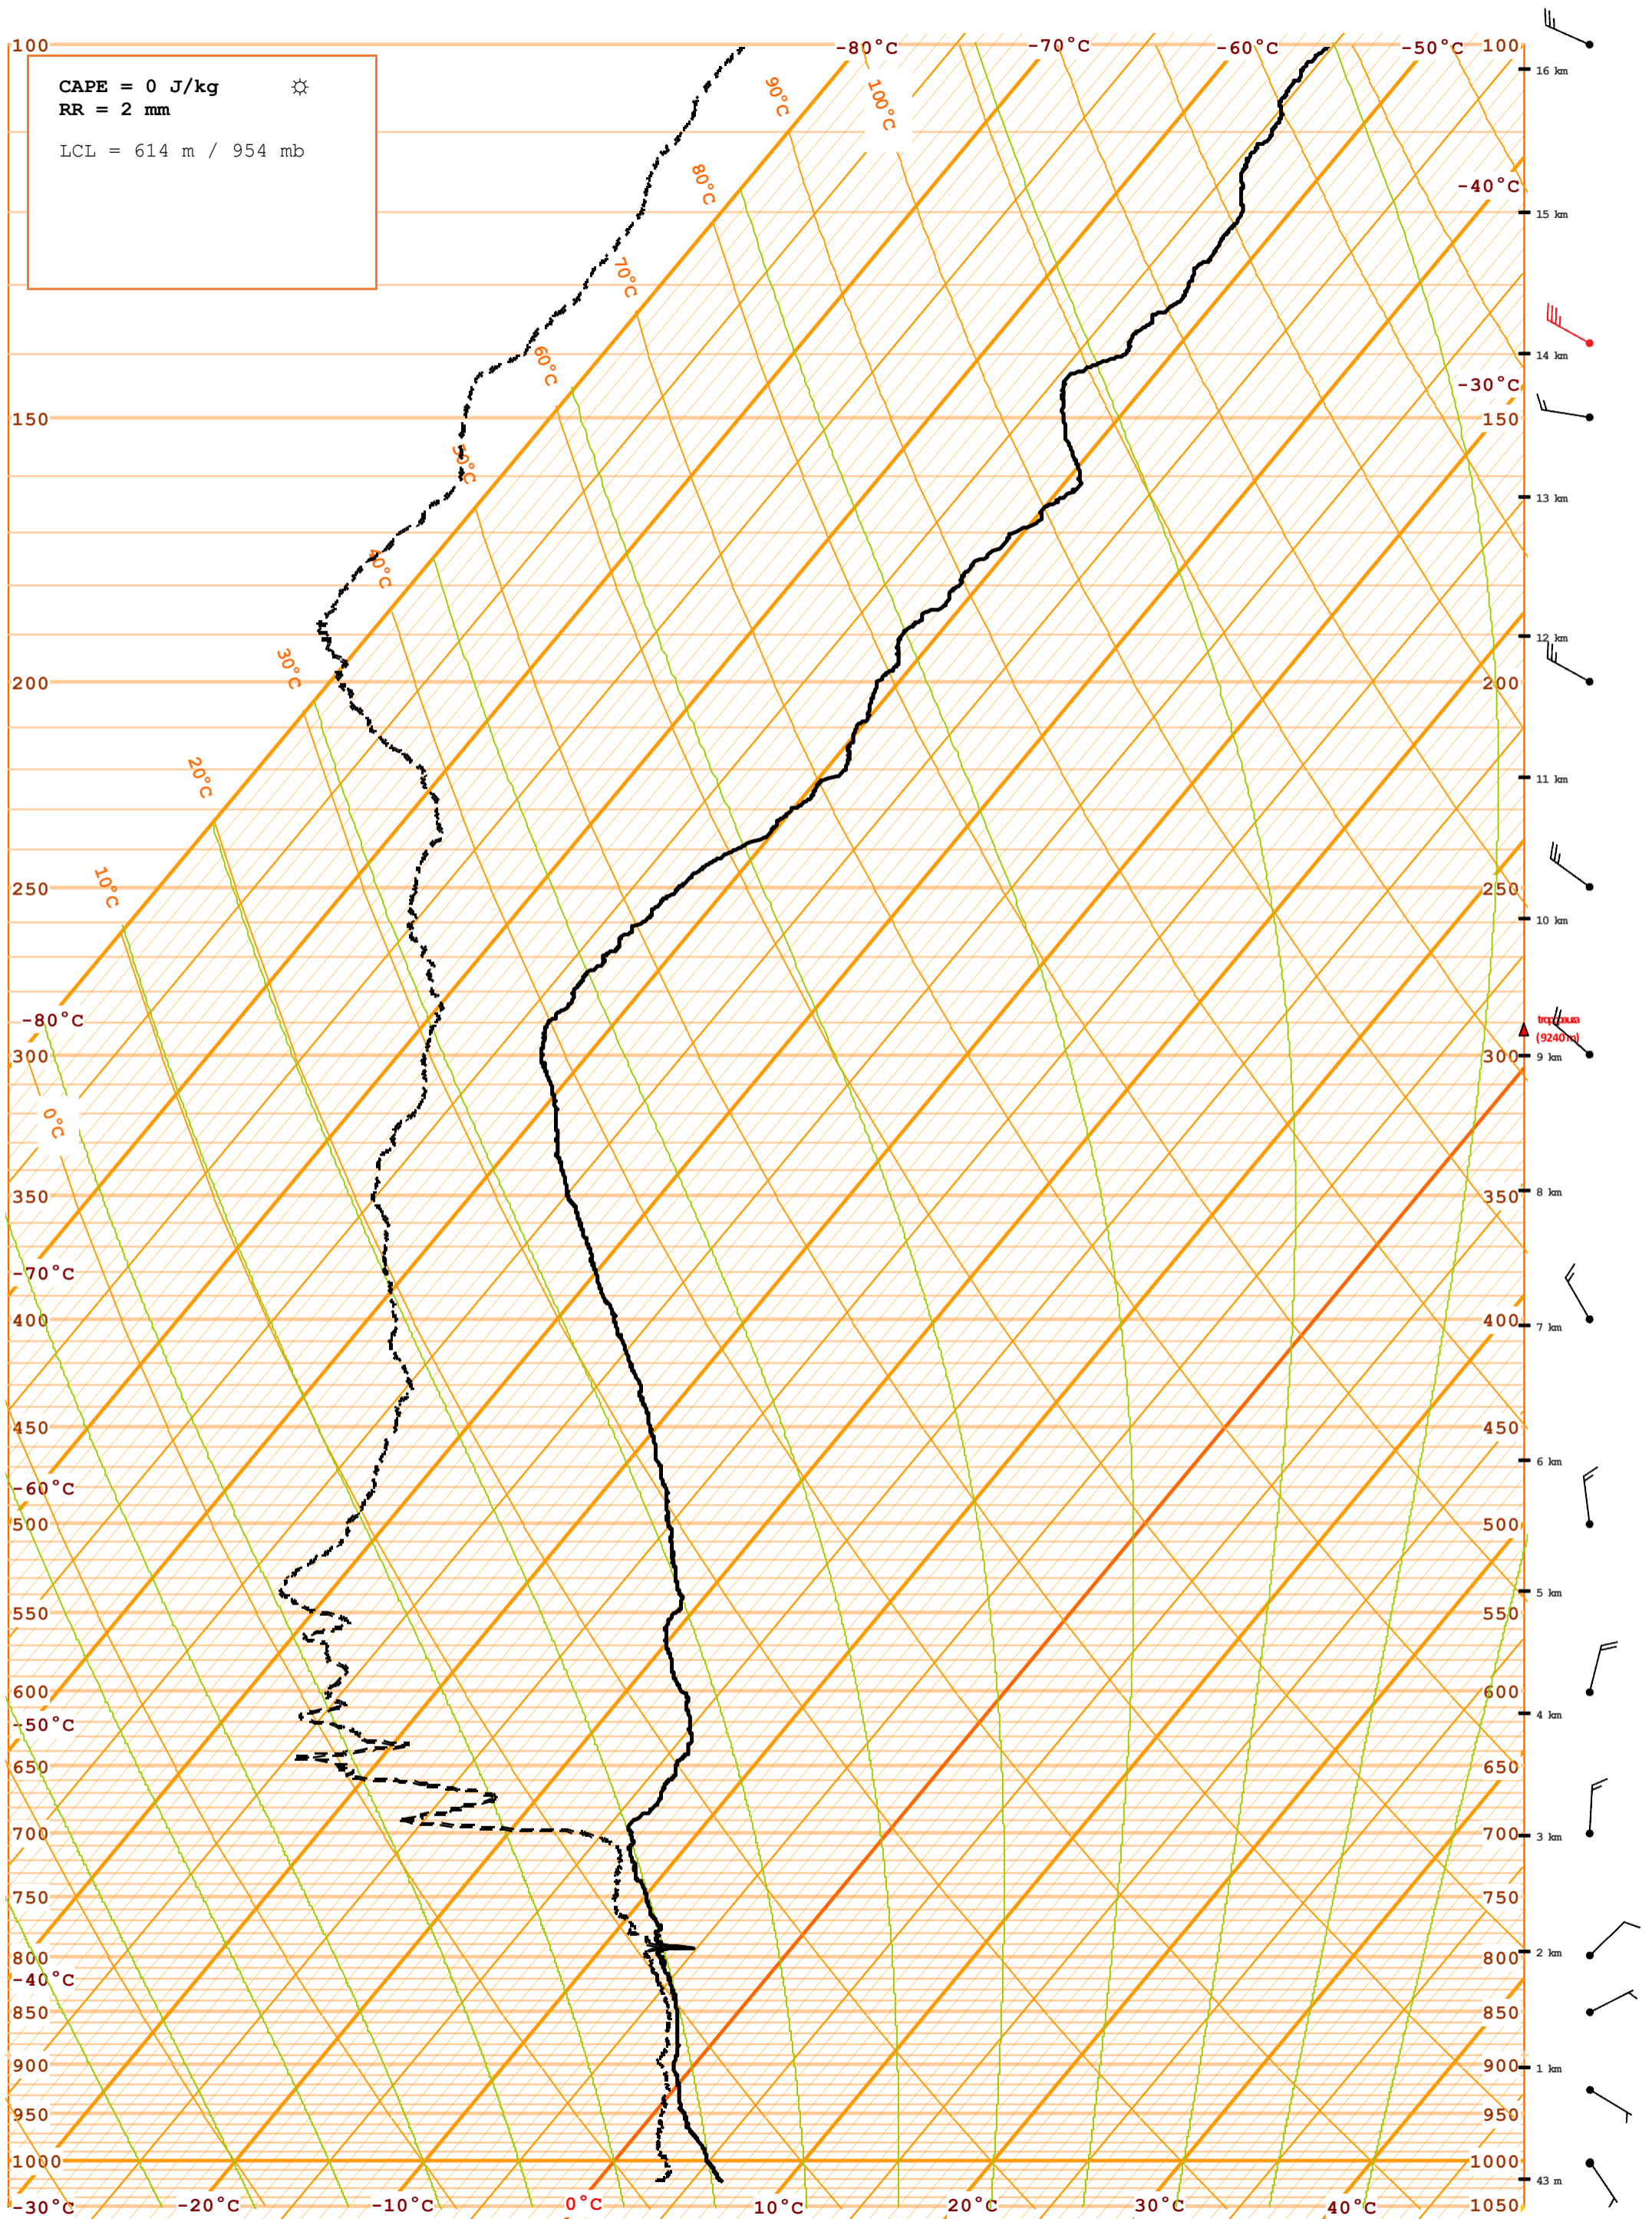 100 -80°C -70°C -60°C -50°C 100
16 km
CAPE = 0 J/kg ☼
RR = 2 mm
LCL = 614 m / 954 mb
90°C 100°C
80°C -40°C
15 km
70°C
60°C 14 km
-30°C
150 150
50°C
13 km
40°C
30°C 12 km
200 200
20°C 11 km
10°C 250 250
10 km
-80°C tropopauza
(9240 m)
300 300 9 km
0°C
350 350 8 km
-70°C
400 400 7 km
450 450
6 km
-60°C
500 500
5 km
550 550
600 600
4 km
-50°C
650 650
700 700 3 km
750 750
800 800 2 km
-40°C
850 850
900 900 1 km
950 950
1000 1000
43 m
-30°C -20°C -10°C 0°C 10°C 20°C 30°C 40°C 1050